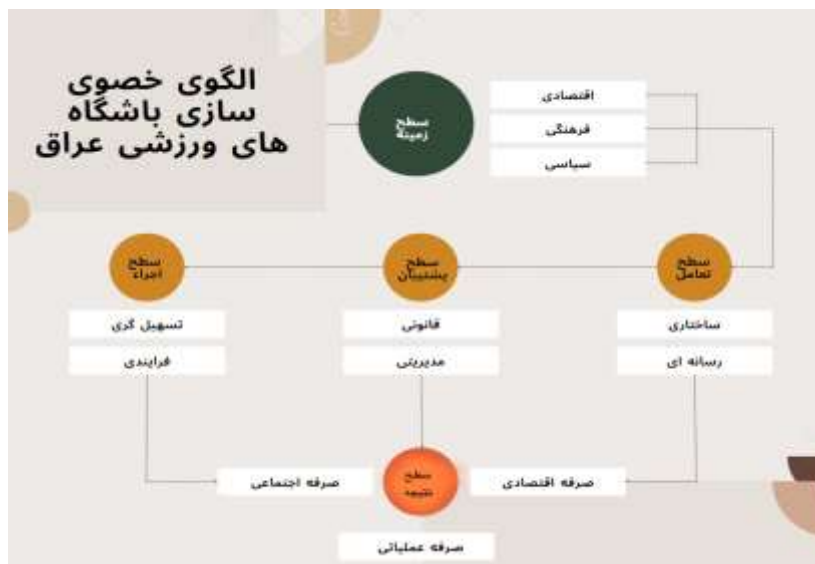 الگوی خصوی
سازی باشگاه
های ورزشی عراق
سطح
زمینه
اقتصادی
فرهنگی
سیاسی
سطح
تعامل
سطح
پشتیبان
سطح
اجراء
ساختاری
قانونی
تسهیل گری
رسانه ای
مدیریتی
فرایندی
صرفه اقتصادی
سطح
نتیجه
صرفه اجتماعی
صرفه عملیاتی